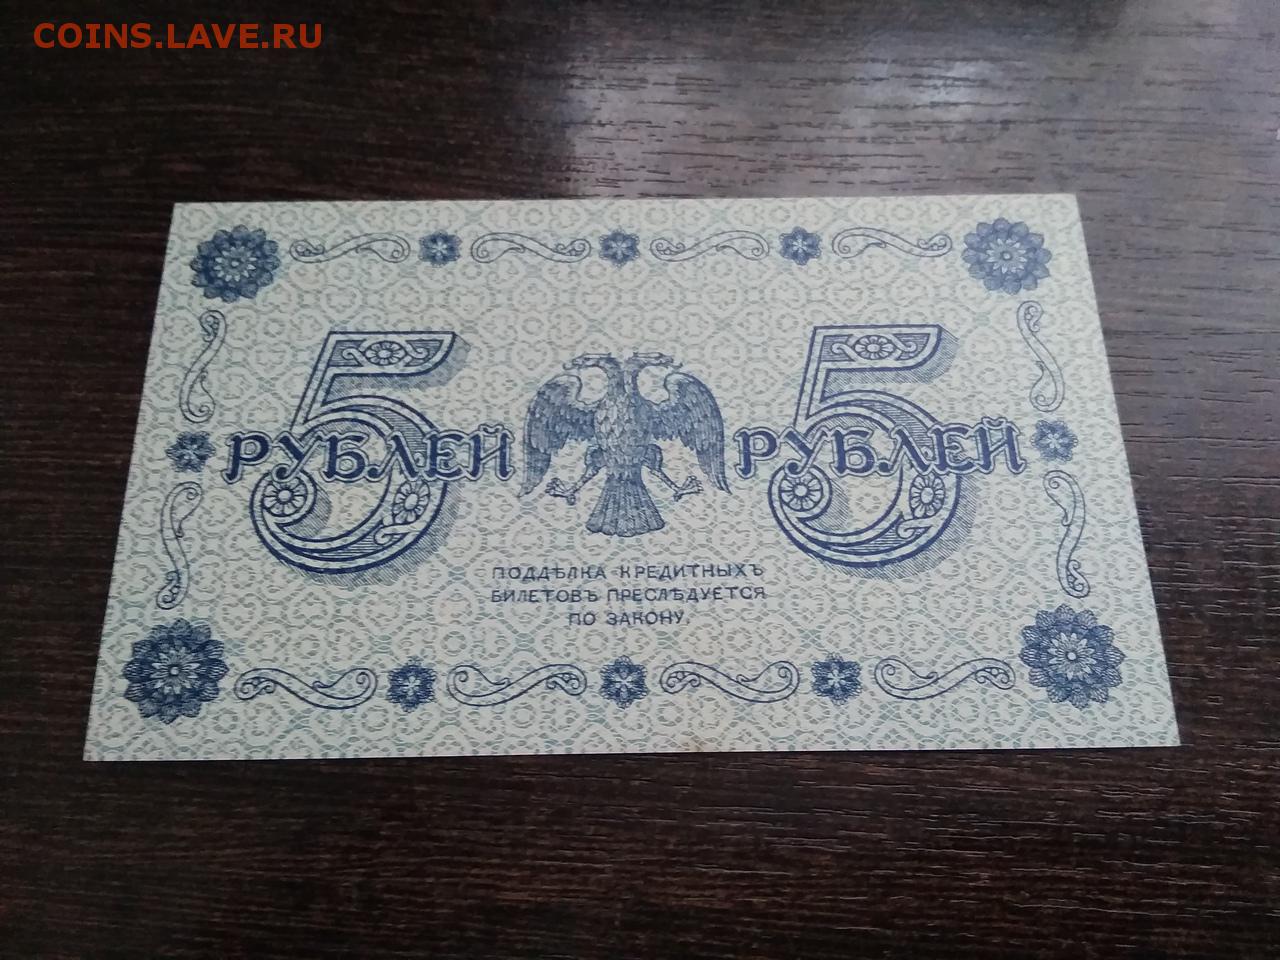 COINS.LAVE.RU
5 5
РУБЛЕЙ РУБЛЕЙ
ПОДДѢЛКА КРЕДИТНЫХЪ
БИЛЕТОВЪ ПРЕСЛѢДУЕТСЯ
ПО ЗАКОНУ.